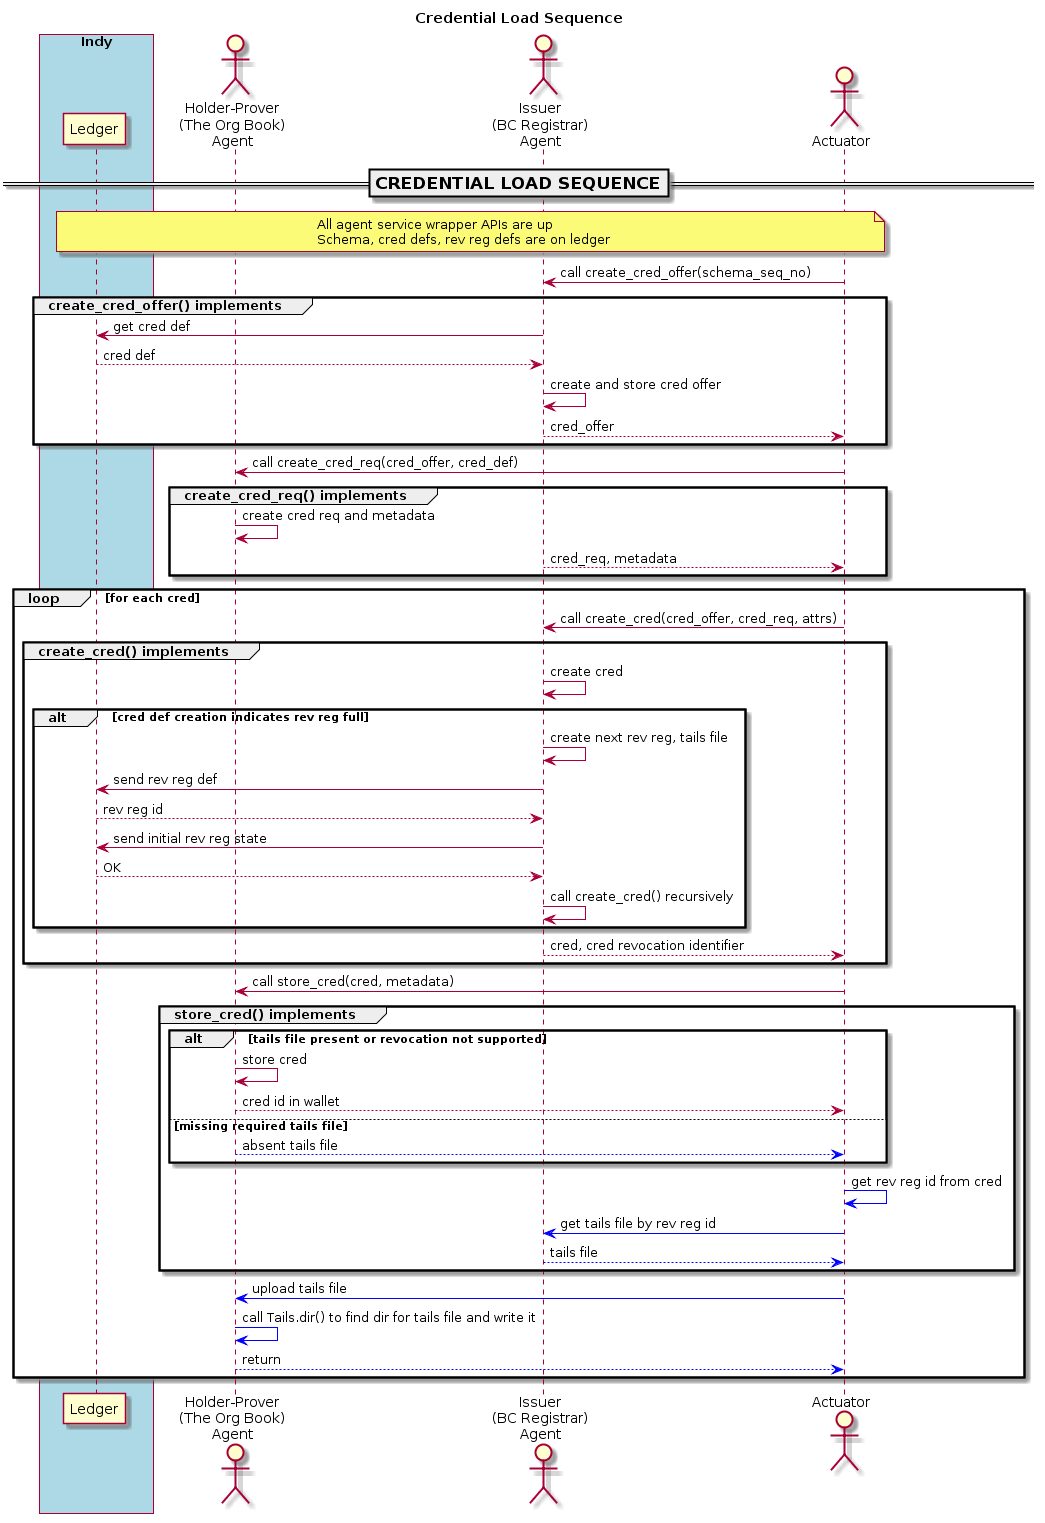 Credential Load Sequence
Indy
Ledger
Holder-Prover
(The Org Book)
Agent
Issuer
(BC Registrar)
Agent
Actuator
CREDENTIAL LOAD SEQUENCE
All agent service wrapper APIs are up
Schema, cred defs, rev reg defs are on ledger
call create_cred_offer(schema_seq_no)
create_cred_offer() implements
get cred def
cred def
create and store cred offer
cred_offer
call create_cred_req(cred_offer, cred_def)
create_cred_req() implements
create cred req and metadata
cred_req, metadata
loop [for each cred]
call create_cred(cred_offer, cred_req, attrs)
create_cred() implements
create cred
alt [cred def creation indicates rev reg full]
create next rev reg, tails file
send rev reg def
rev reg id
send initial rev reg state
OK
call create_cred() recursively
cred, cred revocation identifier
call store_cred(cred, metadata)
store_cred() implements
alt [tails file present or revocation not supported]
store cred
cred id in wallet
[missing required tails file]
absent tails file
get rev reg id from cred
get tails file by rev reg id
tails file
upload tails file
call Tails.dir() to find dir for tails file and write it
return
Ledger
Holder-Prover
(The Org Book)
Agent
Issuer
(BC Registrar)
Agent
Actuator